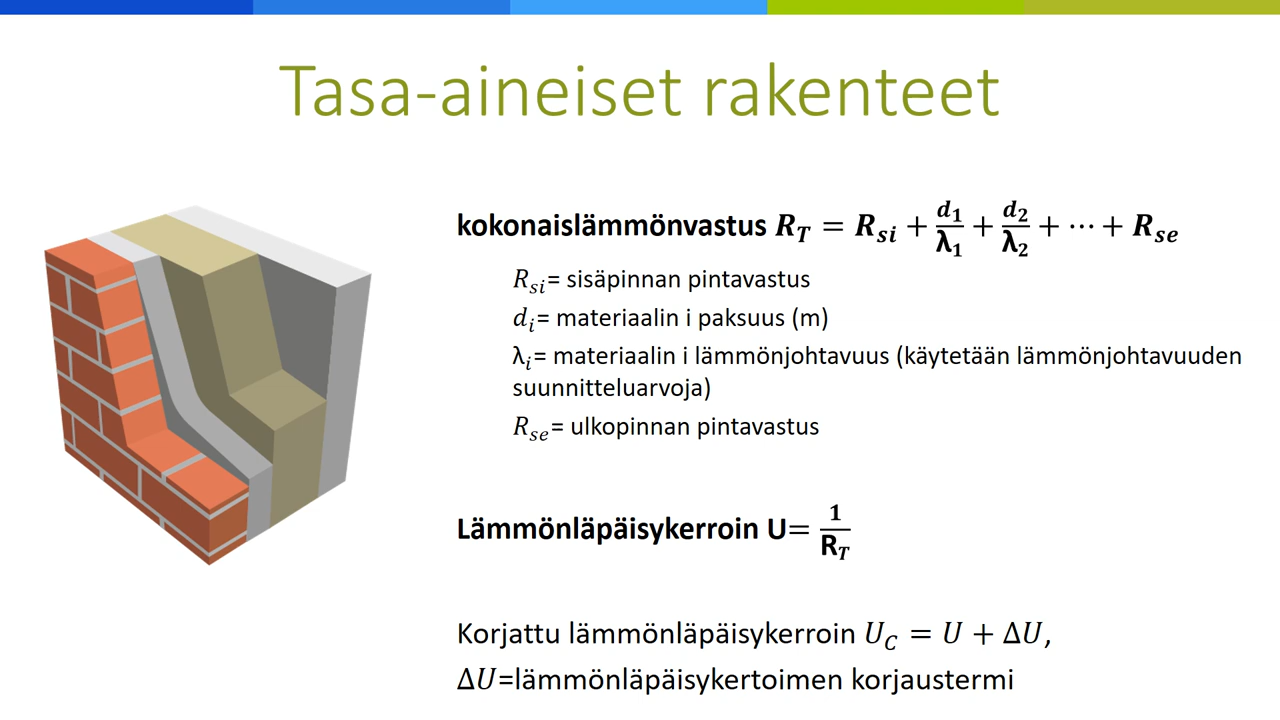 Tasa-aineiset rakenteet
kokonaislämmönvastus R_T = R_si + d_1/λ_1 + d_2/λ_2 + ⋯ + R_se
R_si= sisäpinnan pintavastus
d_i= materiaalin i paksuus (m)
λ_i= materiaalin i lämmönjohtavuus (käytetään lämmönjohtavuuden
suunnitteluarvoja)
R_se= ulkopinnan pintavastus
Lämmönläpäisykerroin U= 1/R_T
Korjattu lämmönläpäisykerroin U_C = U + ΔU,
ΔU=lämmönläpäisykertoimen korjaustermi